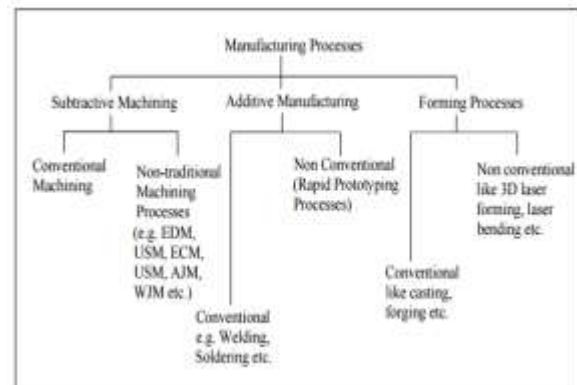 Manufacturing Processes
Subtractive Machining
Additive Manufacturing
Forming Processes
Conventional
Machining
Non-traditional
Machining
Processes
(e.g. EDM,
USM, ECM,
USM, AJM,
WJM etc.)
Conventional
e.g. Welding,
Soldering etc.
Non Conventional
(Rapid Prototyping
Processes)
Conventional
like casting,
forging etc.
Non conventional
like 3D laser
forming, laser
bending etc.